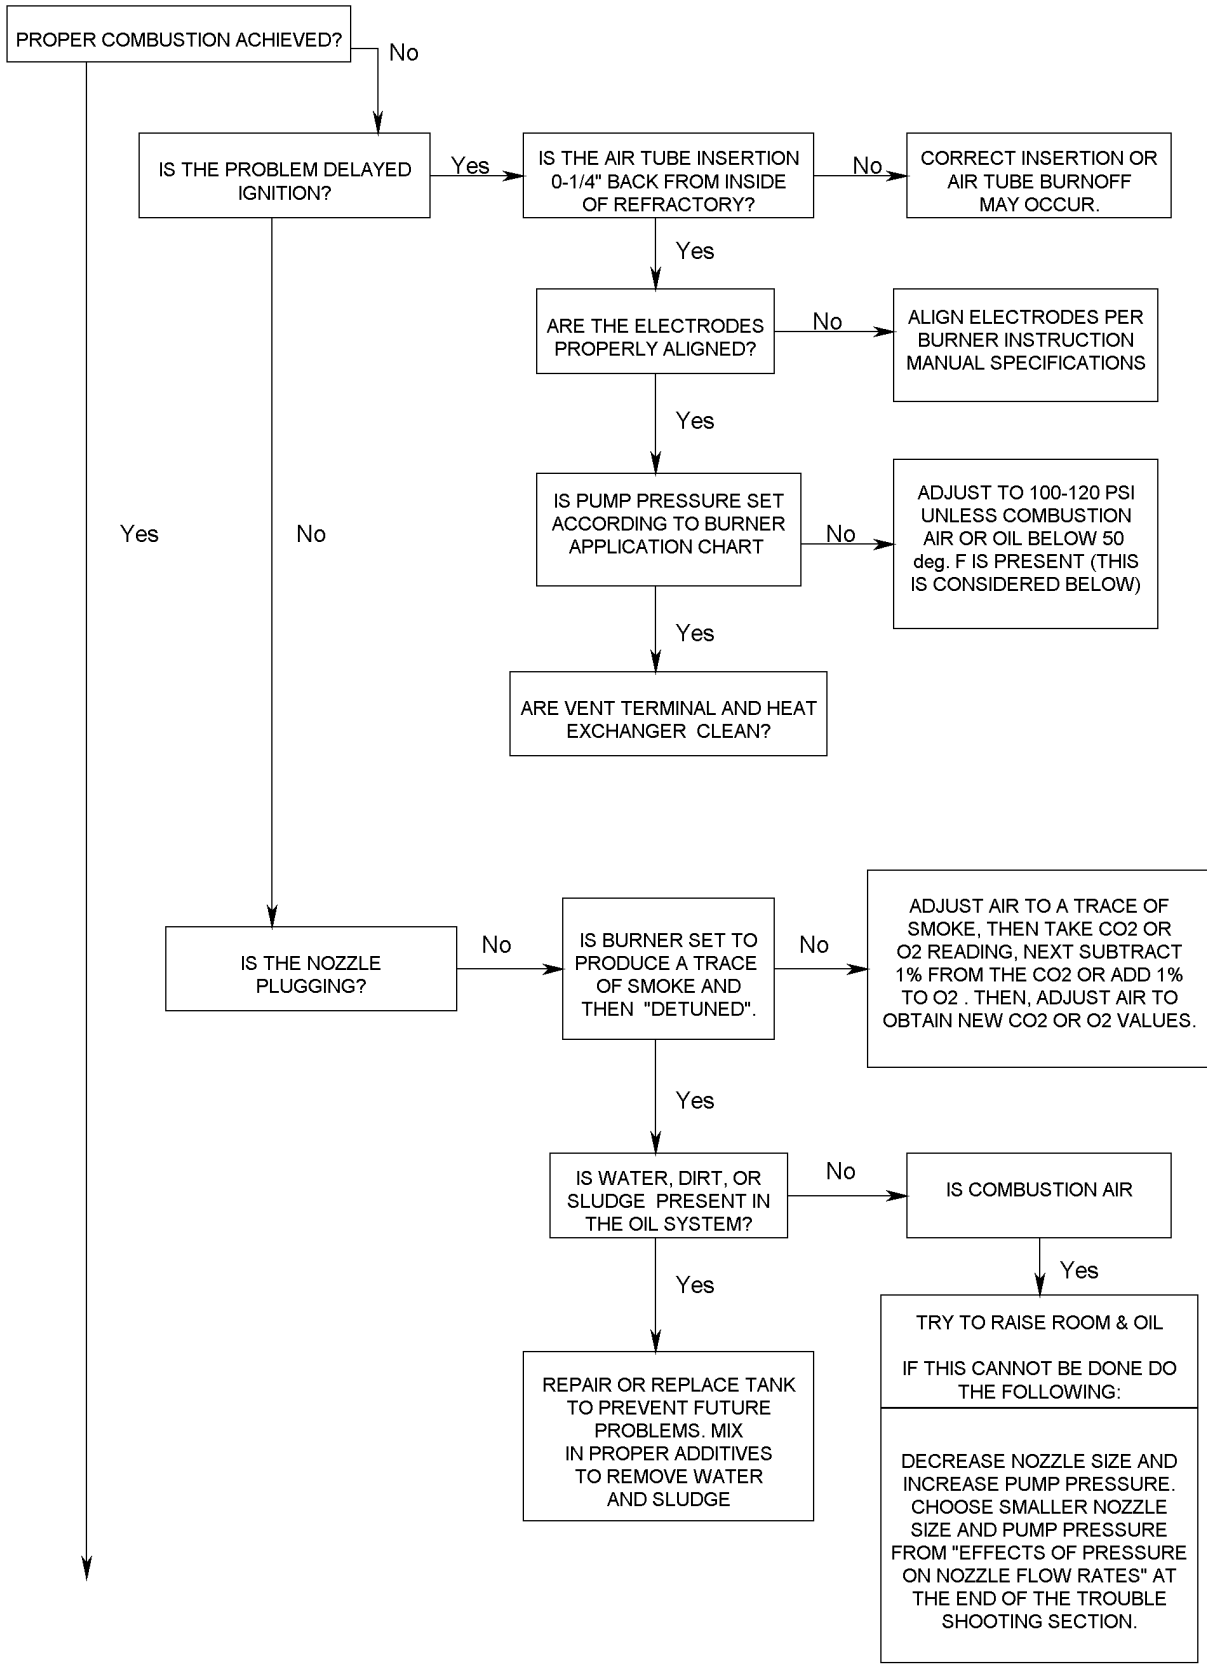 PROPER COMBUSTION ACHIEVED?
No
IS THE PROBLEM DELAYED
IGNITION?
Yes
IS THE AIR TUBE INSERTION
0-1/4" BACK FROM INSIDE
OF REFRACTORY?
No
CORRECT INSERTION OR
AIR TUBE BURNOFF
MAY OCCUR.
Yes
ARE THE ELECTRODES
PROPERLY ALIGNED?
No
ALIGN ELECTRODES PER
BURNER INSTRUCTION
MANUAL SPECIFICATIONS
Yes
IS PUMP PRESSURE SET
ACCORDING TO BURNER
APPLICATION CHART
No
ADJUST TO 100-120 PSI
UNLESS COMBUSTION
AIR OR OIL BELOW 50
deg. F IS PRESENT (THIS
IS CONSIDERED BELOW)
Yes
No
Yes
ARE VENT TERMINAL AND HEAT
EXCHANGER CLEAN?
IS THE NOZZLE
PLUGGING?
No
IS BURNER SET TO
PRODUCE A TRACE
OF SMOKE AND
THEN "DETUNED".
No
ADJUST AIR TO A TRACE OF
SMOKE, THEN TAKE CO2 OR
O2 READING, NEXT SUBTRACT
1% FROM THE CO2 OR ADD 1%
TO O2 . THEN, ADJUST AIR TO
OBTAIN NEW CO2 OR O2 VALUES.
Yes
IS WATER, DIRT, OR
SLUDGE PRESENT IN
THE OIL SYSTEM?
No
IS COMBUSTION AIR
Yes
Yes
REPAIR OR REPLACE TANK
TO PREVENT FUTURE
PROBLEMS. MIX
IN PROPER ADDITIVES
TO REMOVE WATER
AND SLUDGE
TRY TO RAISE ROOM & OIL
IF THIS CANNOT BE DONE DO
THE FOLLOWING:
DECREASE NOZZLE SIZE AND
INCREASE PUMP PRESSURE.
CHOOSE SMALLER NOZZLE
SIZE AND PUMP PRESSURE
FROM "EFFECTS OF PRESSURE
ON NOZZLE FLOW RATES" AT
THE END OF THE TROUBLE
SHOOTING SECTION.